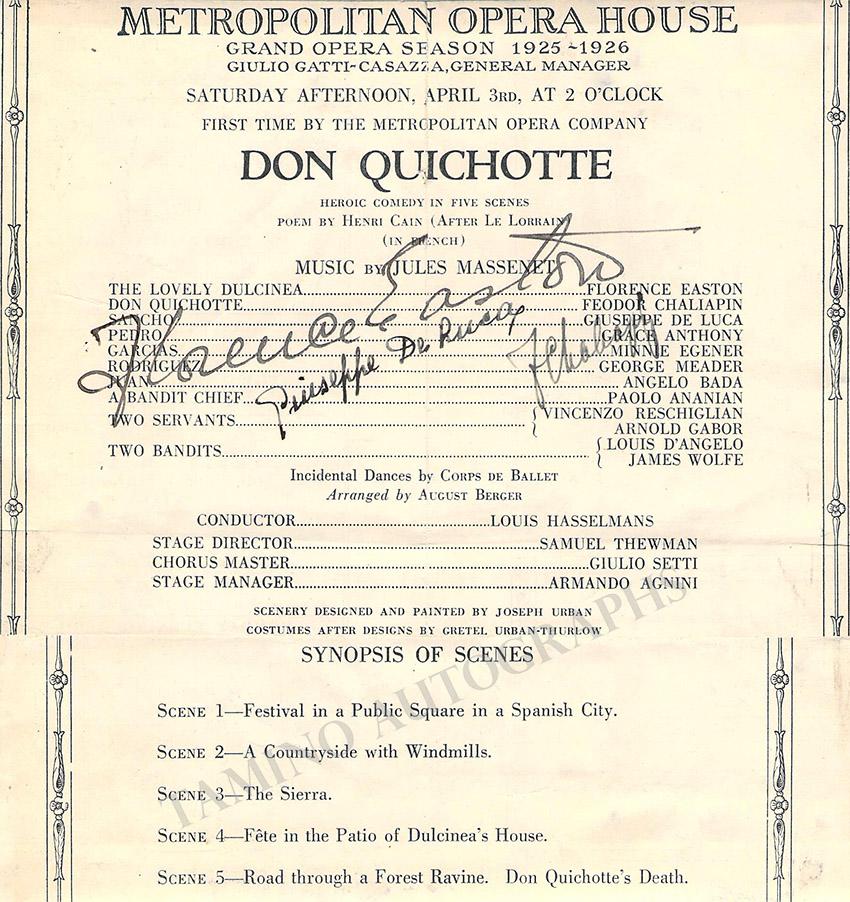 METROPOLITAN OPERA HOUSE
GRAND OPERA SEASON 1925-1926
GIULIO GATTI-CASAZZA, GENERAL MANAGER
SATURDAY AFTERNOON, APRIL 3RD, AT 2 O'CLOCK
FIRST TIME BY THE METROPOLITAN OPERA COMPANY
DON QUICHOTTE
HEROIC COMEDY IN FIVE SCENES
POEM BY HENRI CAIN (AFTER LE LORRAIN)
(IN FRENCH)
MUSIC BY JULES MASSENET
THE LOVELY DULCINEA....FLORENCE EASTON
DON QUICHOTTE....FEODOR CHALIAPIN
SANCHO....GIUSEPPE DE LUCA
PEDRO....GRACE ANTHONY
GARCIAS....MINNIE EGENER
RODRIGUEZ....GEORGE MEADER
JUAN....ANGELO BADA
A BANDIT CHIEF....PAOLO ANANIAN
TWO SERVANTS....{VINCENZO RESCHIGLIAN
ARNOLD GABOR
TWO BANDITS....{LOUIS D'ANGELO
JAMES WOLFE
Florence Easton
Giuseppe De Luca
F Chaliapin
Incidental Dances by CORPS DE BALLET
Arranged by AUGUST BERGER
CONDUCTOR....LOUIS HASSELMANS
STAGE DIRECTOR....SAMUEL THEWMAN
CHORUS MASTER....GIULIO SETTI
STAGE MANAGER....ARMANDO AGNINI
SCENERY DESIGNED AND PAINTED BY JOSEPH URBAN
COSTUMES AFTER DESIGNS BY GRETEL URBAN-THURLOW
SYNOPSIS OF SCENES
SCENE 1—Festival in a Public Square in a Spanish City.
SCENE 2—A Countryside with Windmills.
SCENE 3—The Sierra.
SCENE 4—Fête in the Patio of Dulcinea's House.
SCENE 5—Road through a Forest Ravine. Don Quichotte's Death.
TAMINO AUTOGRAPHS